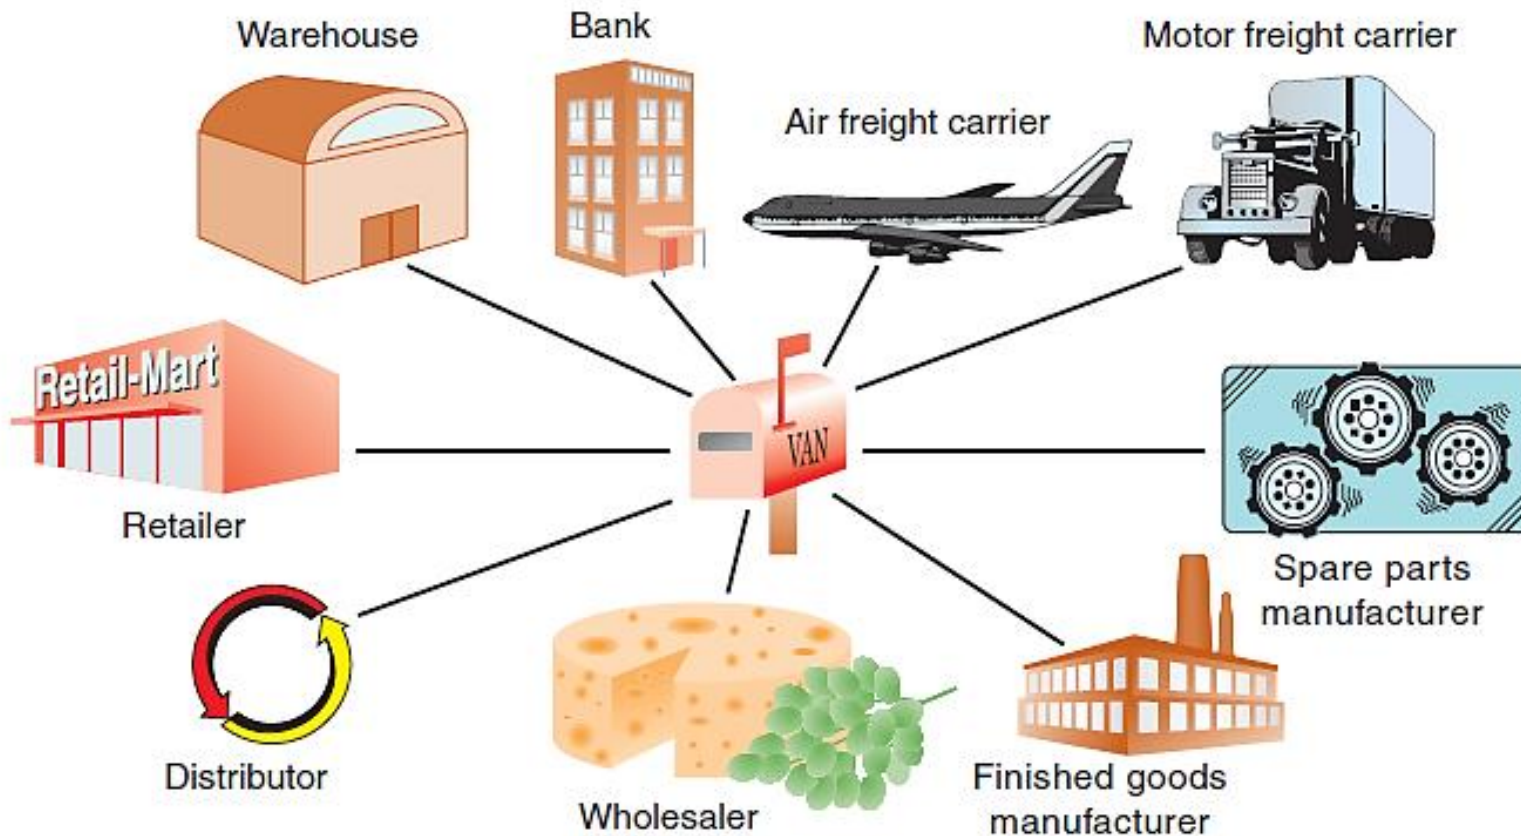 Warehouse
Bank
Air freight carrier
Motor freight carrier
Retail-Mart
Retailer
VAN
Spare parts
manufacturer
Distributor
Wholesaler
Finished goods
manufacturer